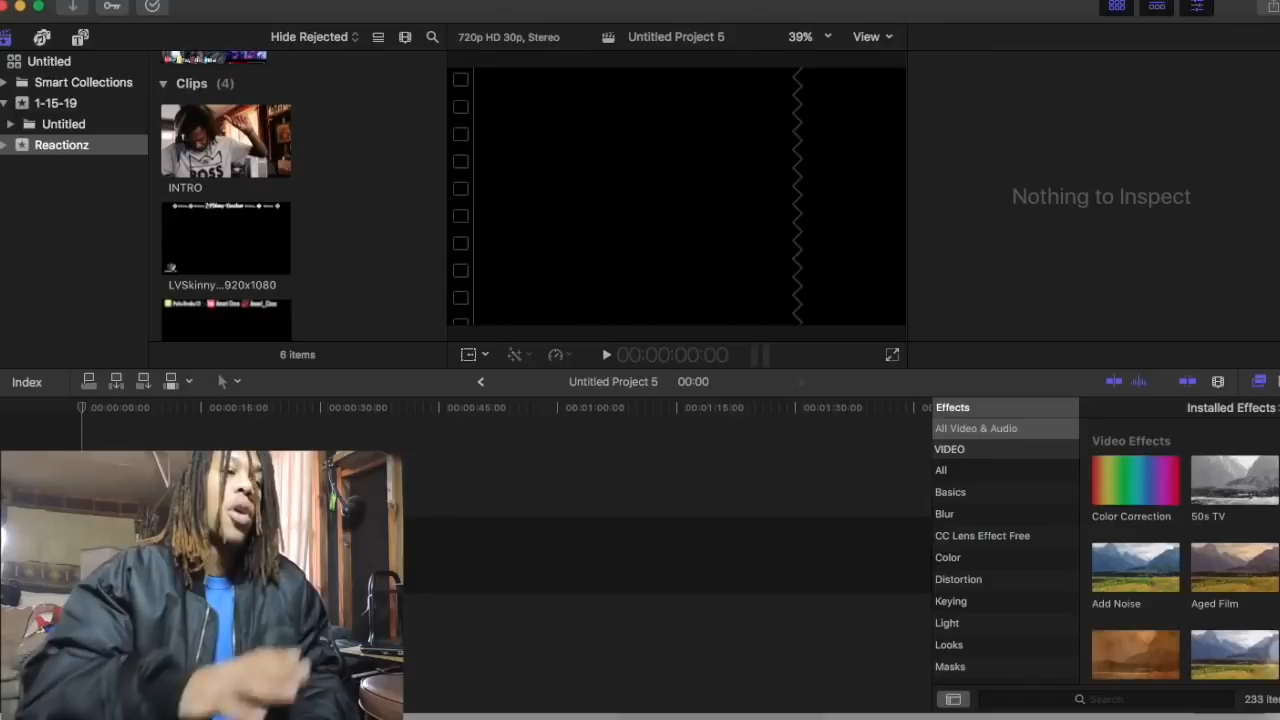 Hide Rejected
720p HD 30p, Stereo
Untitled Project 5
39%
View
Untitled
Smart Collections
1-15-19
Untitled
Reactionz
Clips (4)
BOSS
INTRO
LVSkinny...920x1080
6 items
Nothing to Inspect
00:00:00:00
Index
Untitled Project 5
00:00
00:00:00:00
00:00:15:00
00:00:30:00
00:00:45:00
00:01:00:00
00:01:15:00
00:01:30:00
Effects
Installed Effects
All Video & Audio
VIDEO
All
Basics
Blur
CC Lens Effect Free
Color
Distortion
Keying
Light
Looks
Masks
Video Effects
Color Correction
50s TV
Add Noise
Aged Film
Search
233